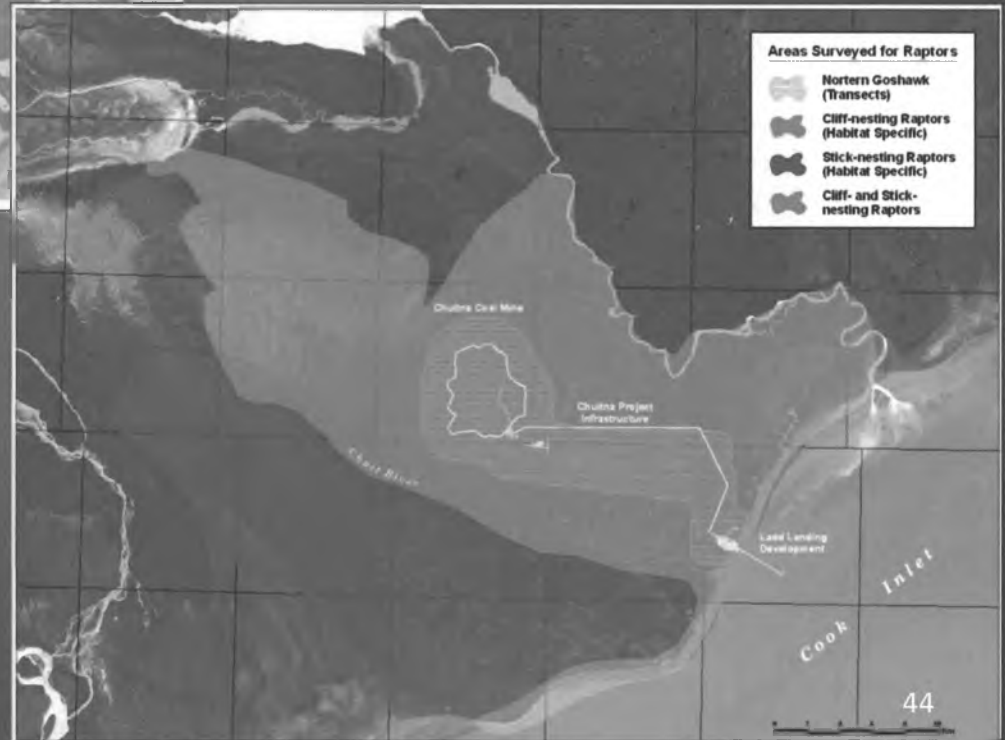 Areas Surveyed for Raptors
Nortern Goshawk
(Transects)
Cliff-nesting Raptors
(Habitat Specific)
Stick-nesting Raptors
(Habitat Specific)
Cliff- and Stick-
nesting Raptors
Chuitna Coal Mine
Chuitna Project
Infrastructure
Chuit River
Ladd Landing
Development
Cook Inlet
44